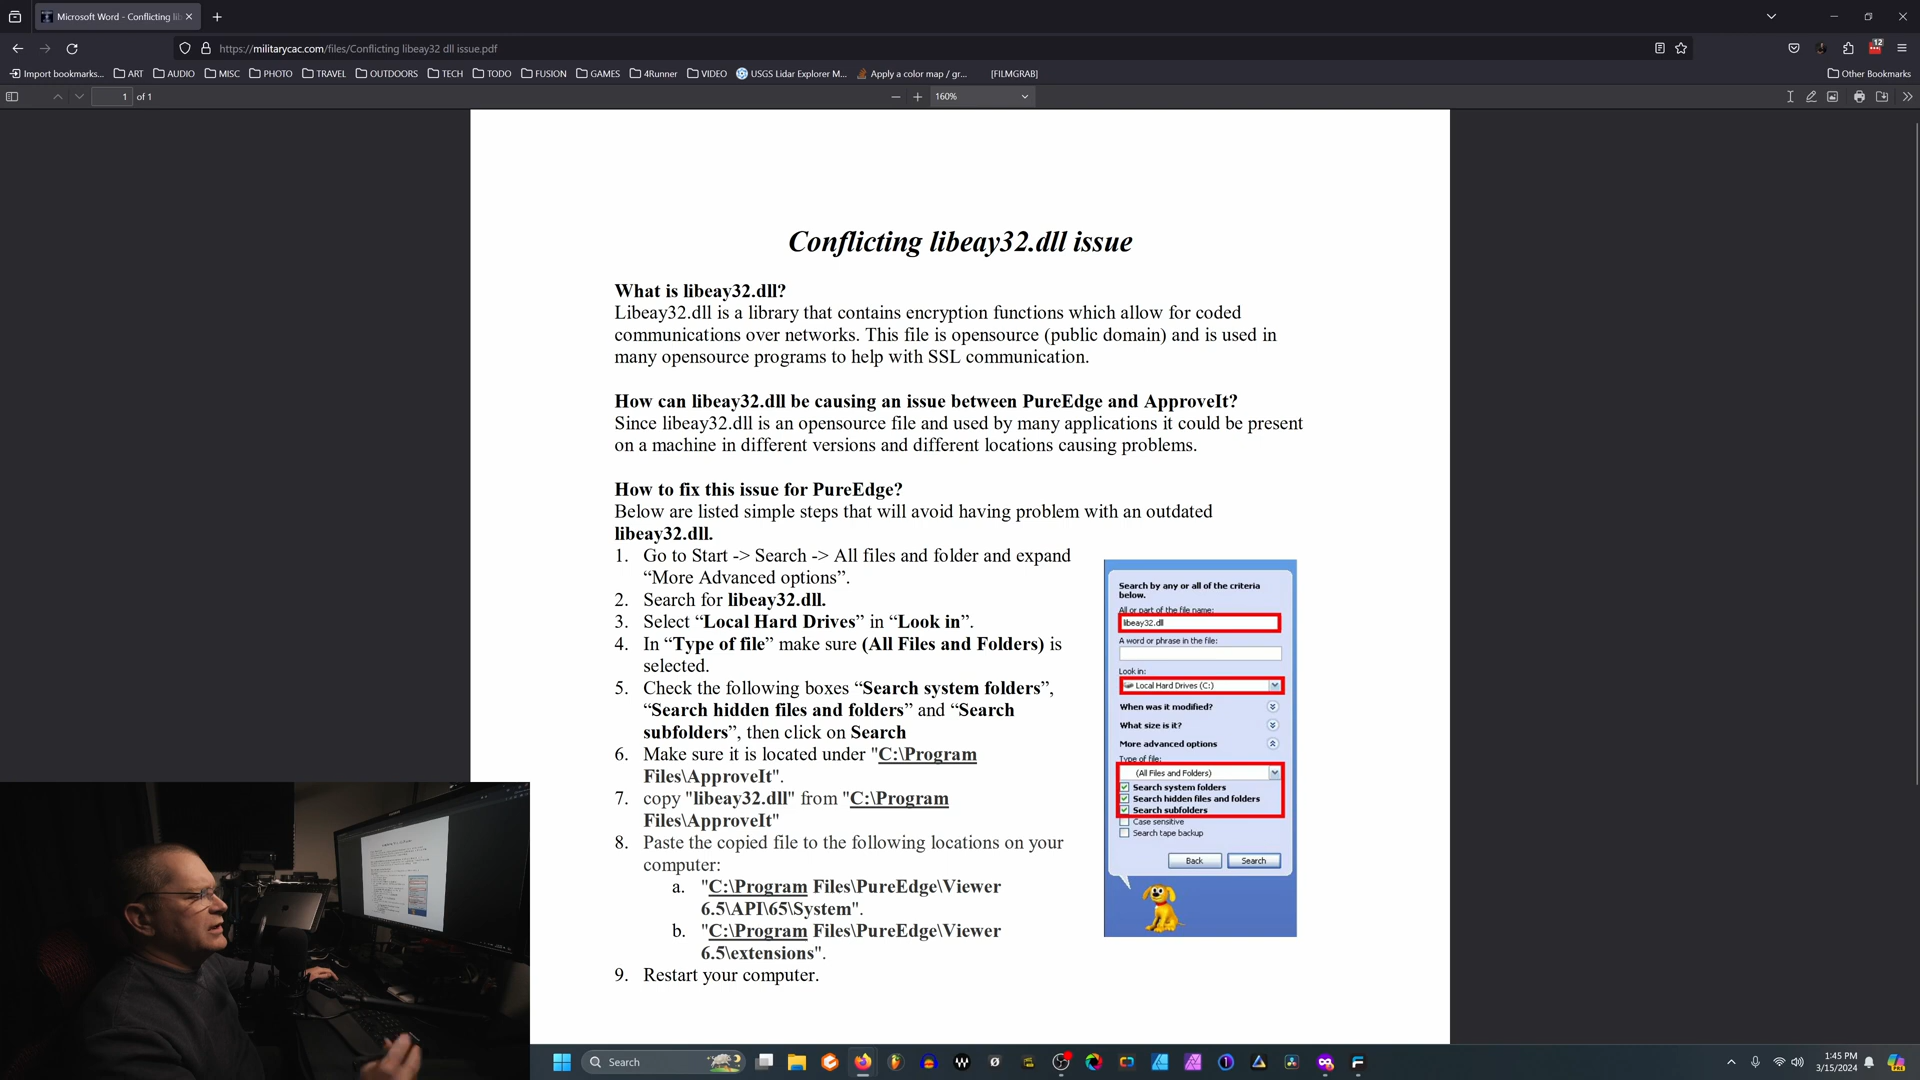 Microsoft Word - Conflicting lib
https://militarycac.com/files/Conflicting libeay32 dll issue.pdf
12
Import bookmarks... ART AUDIO MISC PHOTO TRAVEL OUTDOORS TECH TODO FUSION GAMES 4Runner VIDEO USGS Lidar Explorer M... Apply a color map / gr... [FILMGRAB] Other Bookmarks
1 of 1 160%
Conflicting libeay32.dll issue
What is libeay32.dll?
Libeay32.dll is a library that contains encryption functions which allow for coded
communications over networks. This file is opensource (public domain) and is used in
many opensource programs to help with SSL communication.
How can libeay32.dll be causing an issue between PureEdge and ApproveIt?
Since libeay32.dll is an opensource file and used by many applications it could be present
on a machine in different versions and different locations causing problems.
How to fix this issue for PureEdge?
Below are listed simple steps that will avoid having problem with an outdated
libeay32.dll.
1. Go to Start -> Search -> All files and folder and expand
“More Advanced options”.
2. Search for libeay32.dll.
3. Select “Local Hard Drives” in “Look in”.
4. In “Type of file” make sure (All Files and Folders) is
selected.
5. Check the following boxes “Search system folders”,
“Search hidden files and folders” and “Search
subfolders”, then click on Search
6. Make sure it is located under "C:\Program
Files\ApproveIt".
7. copy "libeay32.dll" from "C:\Program
Files\ApproveIt"
8. Paste the copied file to the following locations on your
computer:
a. "C:\Program Files\PureEdge\Viewer
6.5\API\65\System".
b. "C:\Program Files\PureEdge\Viewer
6.5\extensions".
9. Restart your computer.
Search by any or all of the criteria
below.
All or part of the file name:
libeay32.dll
A word or phrase in the file:
Look in:
Local Hard Drives (C:)
When was it modified?
What size is it?
More advanced options
Type of file:
(All Files and Folders)
Search system folders
Search hidden files and folders
Search subfolders
Case sensitive
Search tape backup
Back Search
Search
1:45 PM
3/15/2024